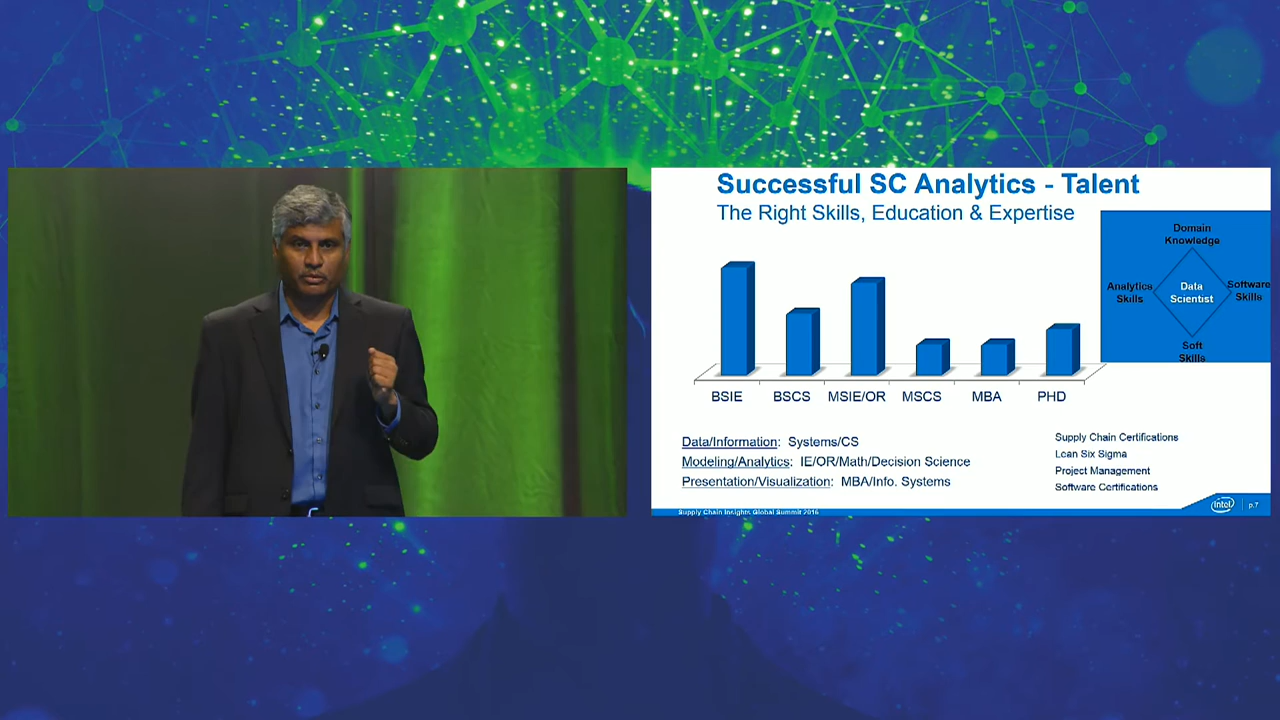 Successful SC Analytics - Talent
The Right Skills, Education & Expertise
Domain
Knowledge
Analytics
Skills
Data
Scientist
Software
Skills
Soft
Skills
BSIE BSCS MSIE/OR MSCS MBA PHD
Data/Information: Systems/CS
Modeling/Analytics: IE/OR/Math/Decision Science
Presentation/Visualization: MBA/Info. Systems
Supply Chain Certifications
Lean Six Sigma
Project Management
Software Certifications
Supply Chain Insights Global Summit 2016
intel
p.7